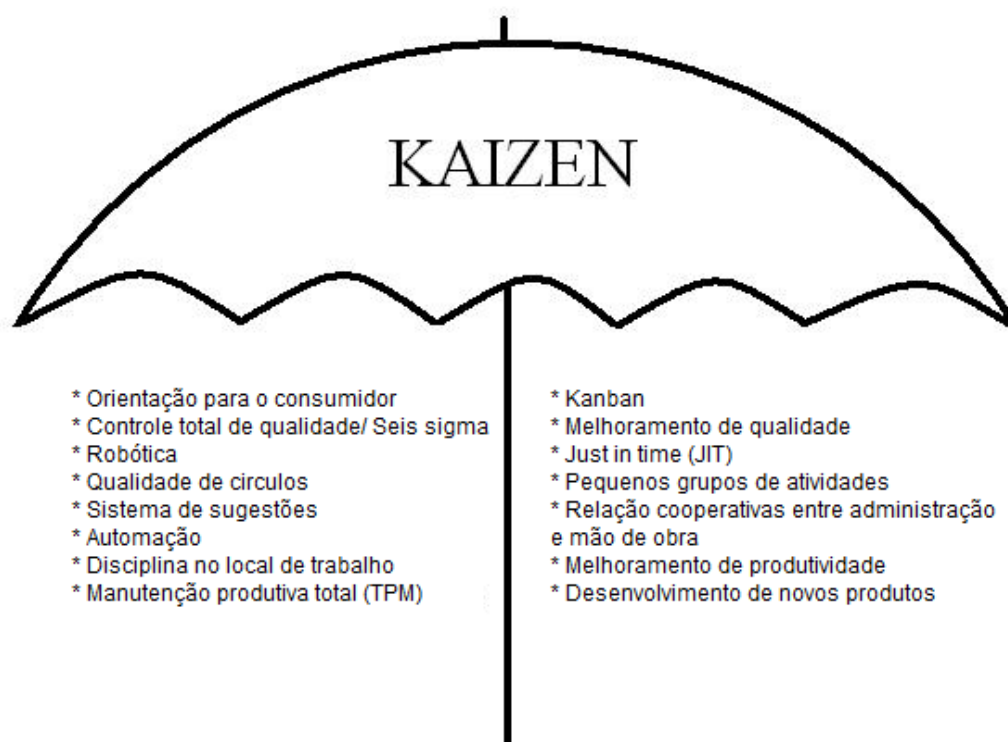 KAIZEN
* Orientação para o consumidor
* Controle total de qualidade/ Seis sigma
* Robótica
* Qualidade de circulos
* Sistema de sugestões
* Automação
* Disciplina no local de trabalho
* Manutenção produtiva total (TPM)
* Kanban
* Melhoramento de qualidade
* Just in time (JIT)
* Pequenos grupos de atividades
* Relação cooperativas entre administração
e mão de obra
* Melhoramento de produtividade
* Desenvolvimento de novos produtos